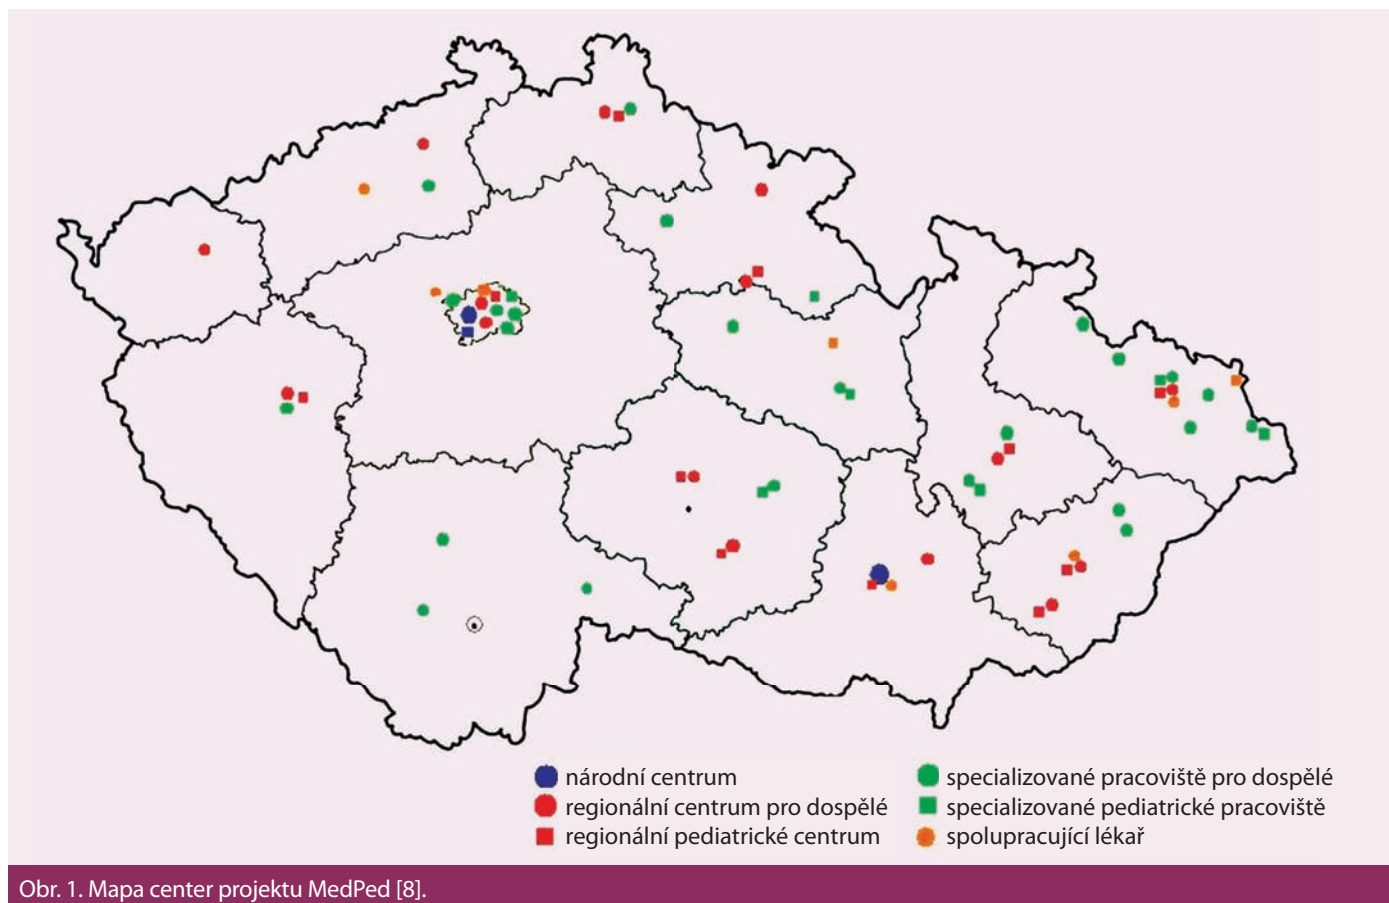 národní centrum
regionální centrum pro dospělé
regionální pediatrické centrum
specializované pracoviště pro dospělé
specializované pediatrické pracoviště
spolupracující lékař
Obr. 1. Mapa center projektu MedPed [8].